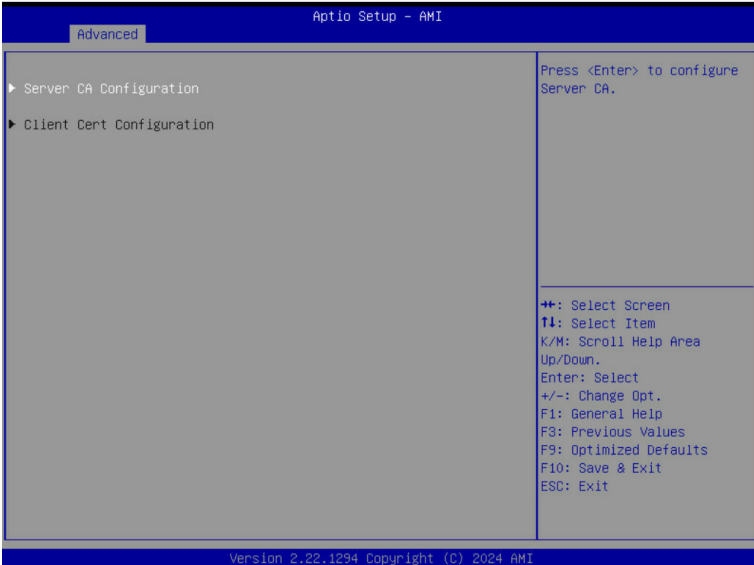 Aptio Setup – AMI
Advanced
▶ Server CA Configuration
▶ Client Cert Configuration
Press <Enter> to configure
Server CA.
→←: Select Screen
↑↓: Select Item
K/M: Scroll Help Area
Up/Down.
Enter: Select
+/-: Change Opt.
F1: General Help
F3: Previous Values
F9: Optimized Defaults
F10: Save & Exit
ESC: Exit
Version 2.22.1294 Copyright (C) 2024 AMI